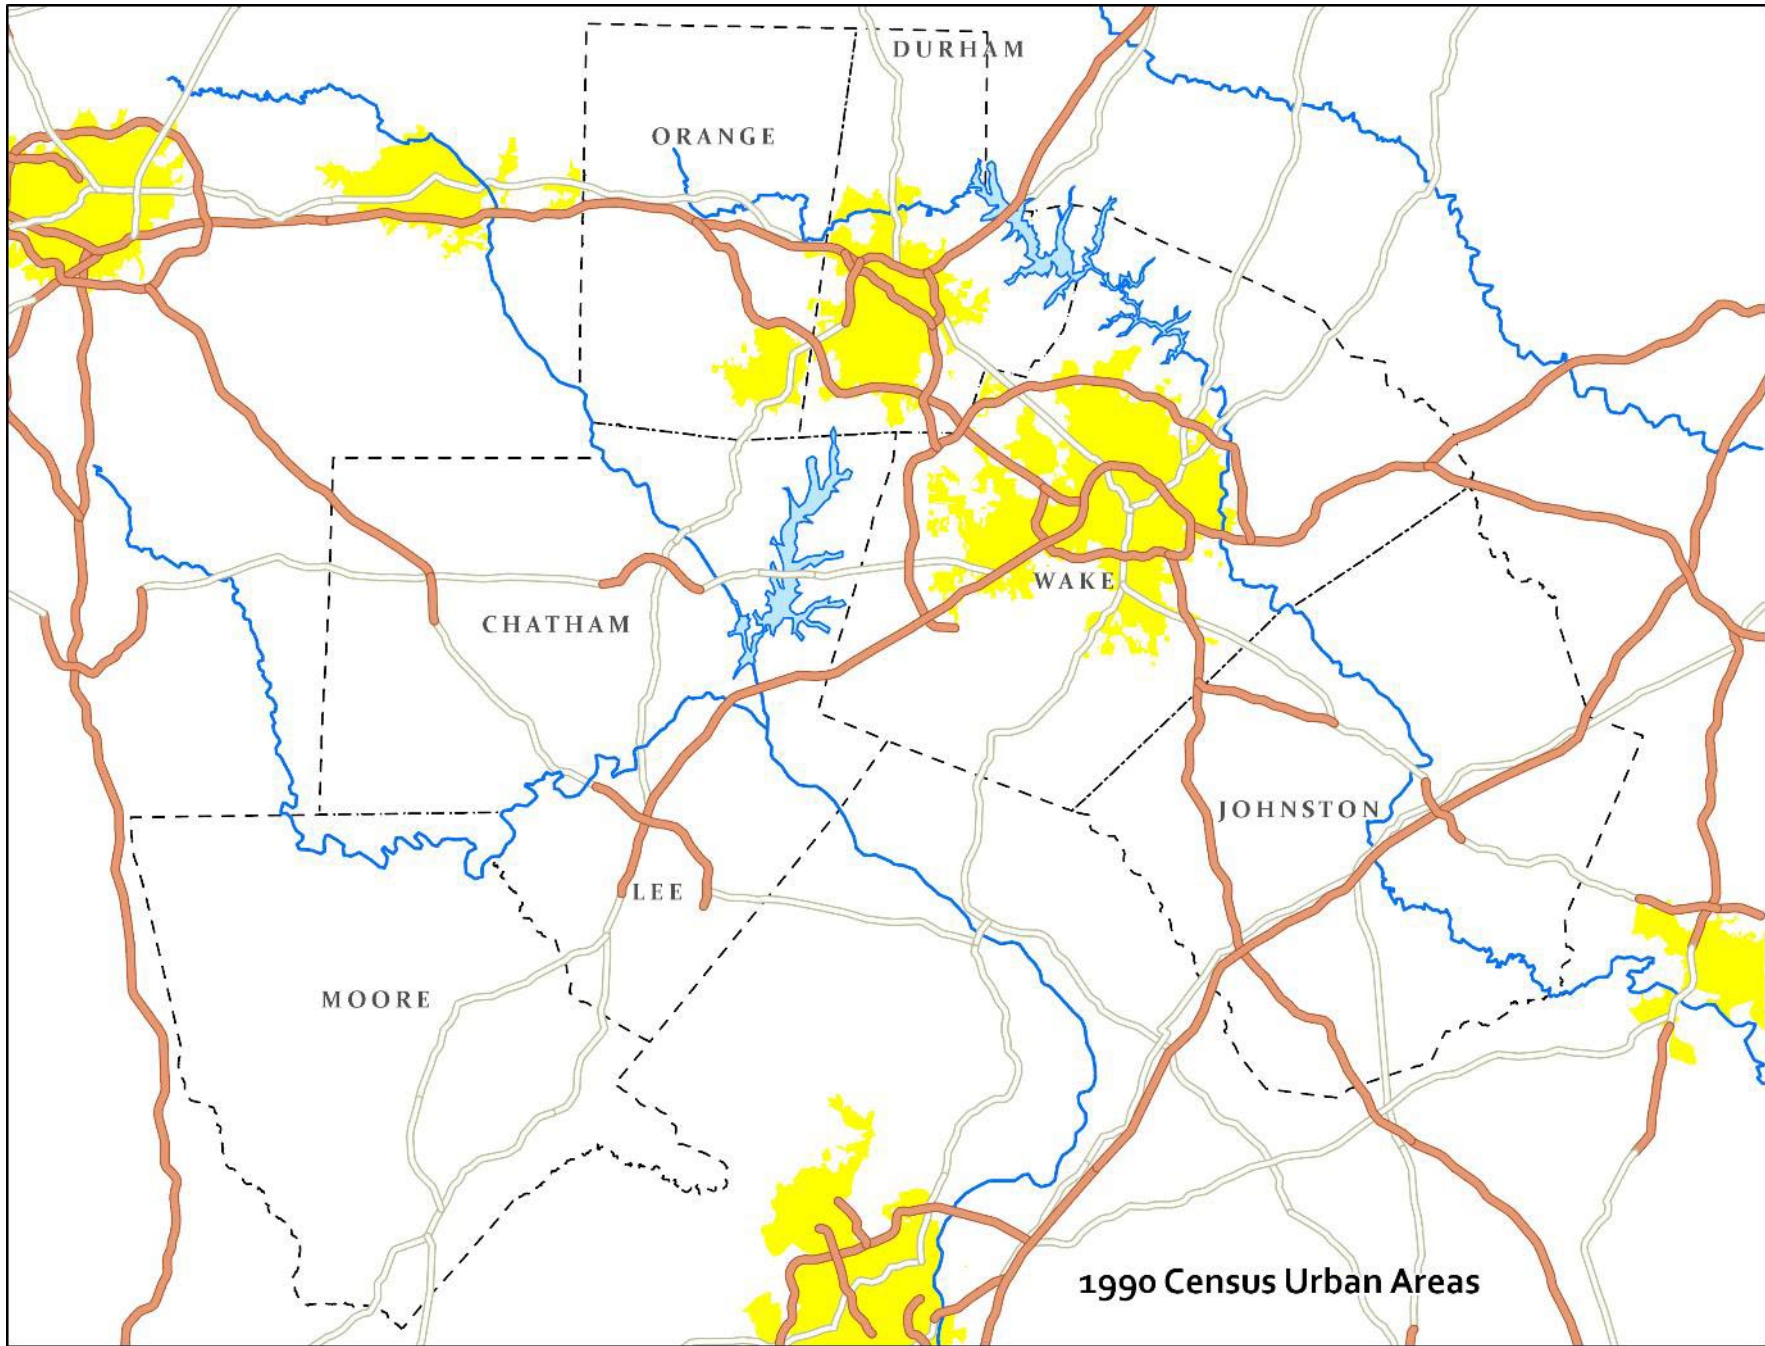 DURHAM
ORANGE
WAKE
CHATHAM
JOHNSTON
LEE
MOORE
1990 Census Urban Areas